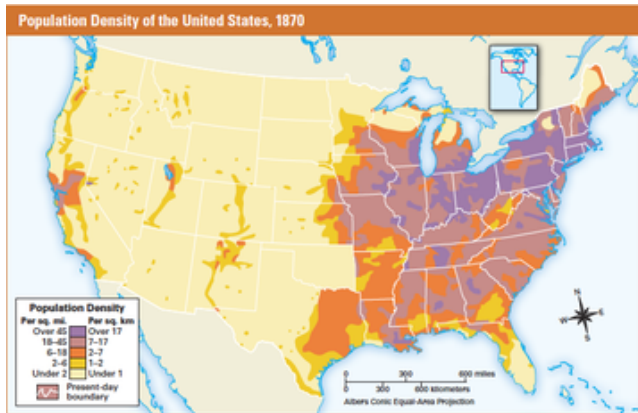 Population Density of the United States, 1870
Population Density
Per sq. mi. Per sq. km
Over 45 Over 17
18–45 7–17
6–18 2–7
2–6 1–2
Under 2 Under 1
Present-day
boundary
N
W E
S
0 300 600 miles
0 300 600 kilometers
Albers Conic Equal-Area Projection